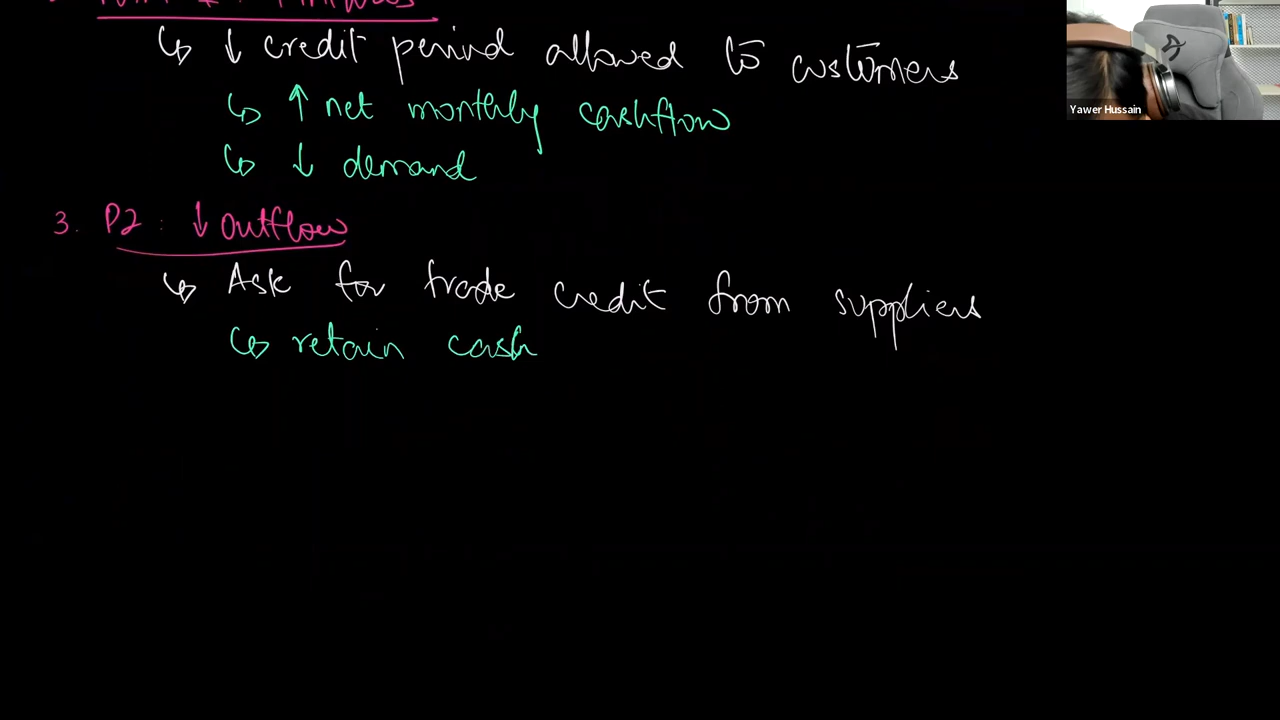 ↳ ↓ credit period allowed to customers
↳ ↑ net monthly cashflow
↳ ↓ demand
3. P2 : ↓ outflow
↳ Ask for trade credit from suppliers
↳ retain cash
Yawer Hussain